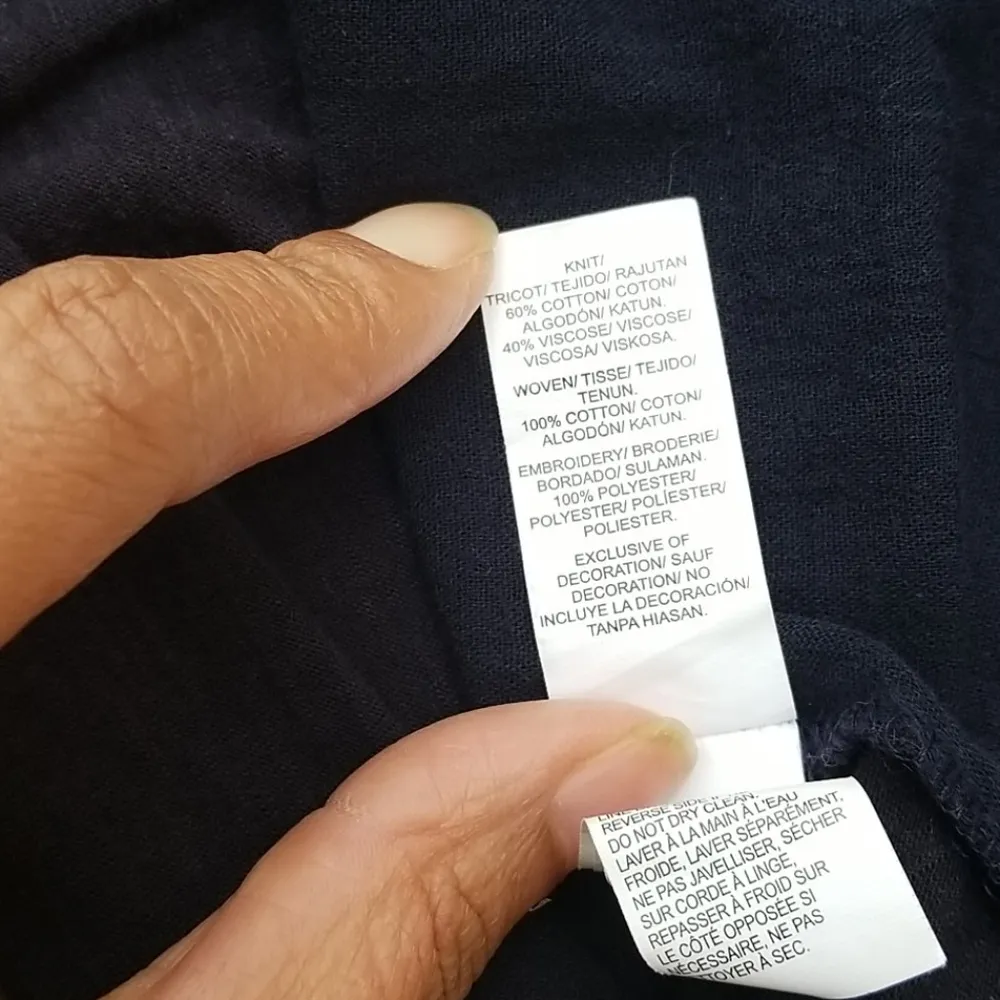 KNIT/
TRICOT/ TEJIDO/ RAJUTAN
60% COTTON/ COTON/
ALGODÓN/ KATUN.
40% VISCOSE/ VISCOSE/
VISCOSA/ VISKOSA.
WOVEN/ TISSE/ TEJIDO/
TENUN.
100% COTTON/ COTON/
ALGODÓN/ KATUN.
EMBROIDERY/ BRODERIE/
BORDADO/ SULAMAN.
100% POLYESTER/
POLYESTER/ POLÍESTER/
POLIESTER.
EXCLUSIVE OF
DECORATION/ SAUF
DECORATION/ NO
INCLUYE LA DECORACIÓN/
TANPA HIASAN.
REVERSE SIDE
DO NOT DRY CLEAN.
LAVER À LA MAIN À L'EAU
FROIDE, LAVER SÉPARÉMENT,
NE PAS JAVELLISER, SÉCHER
SUR CORDE À LINGE,
REPASSER À FROID SUR
LE CÔTÉ OPPOSÉE SI
NÉCESSAIRE, NE PAS
À SEC.